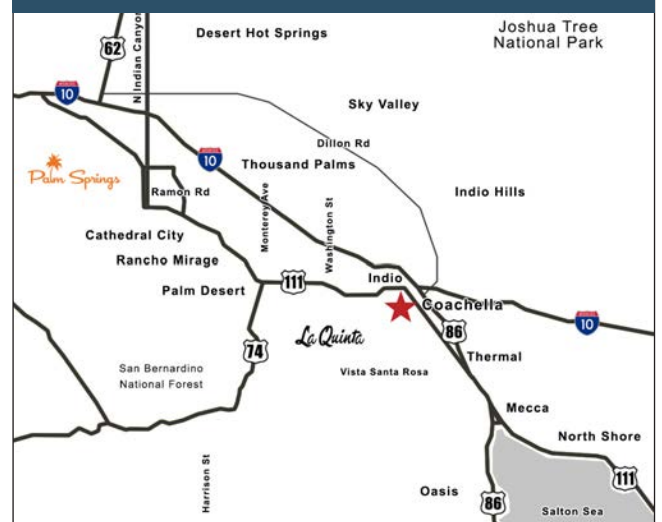 Joshua Tree
National Park
Desert Hot Springs
62
N Indian Canyon
10
Sky Valley
Dillon Rd
10
Thousand Palms
Palm Springs
Ramon Rd
Indio Hills
Monterey Ave
Washington St
Cathedral City
Rancho Mirage
Indio
Palm Desert
111
Coachella
86
10
La Quinta
74
Thermal
San Bernardino
National Forest
Vista Santa Rosa
Mecca
North Shore
Harrison St
111
Oasis
86
Salton Sea